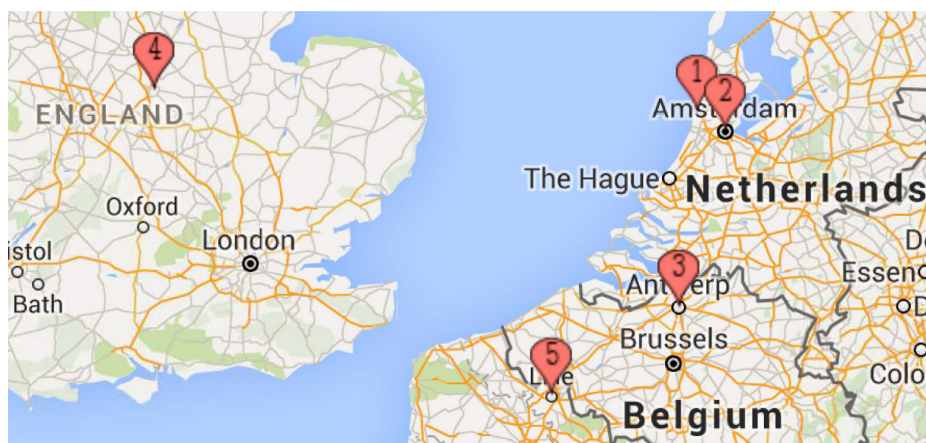 4
ENGLAND
1
2
Amsterdam
The Hague
Netherlands
Oxford
London
istol
Bath
3
Antwerp
Essen
D
Brussels
5
Lille
Colo
Belgium